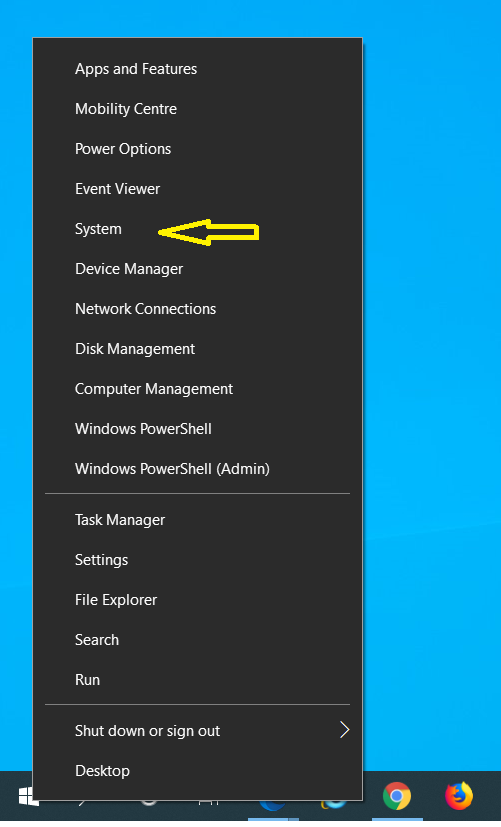 Apps and Features
Mobility Centre
Power Options
Event Viewer
System
Device Manager
Network Connections
Disk Management
Computer Management
Windows PowerShell
Windows PowerShell (Admin)
Task Manager
Settings
File Explorer
Search
Run
Shut down or sign out
Desktop